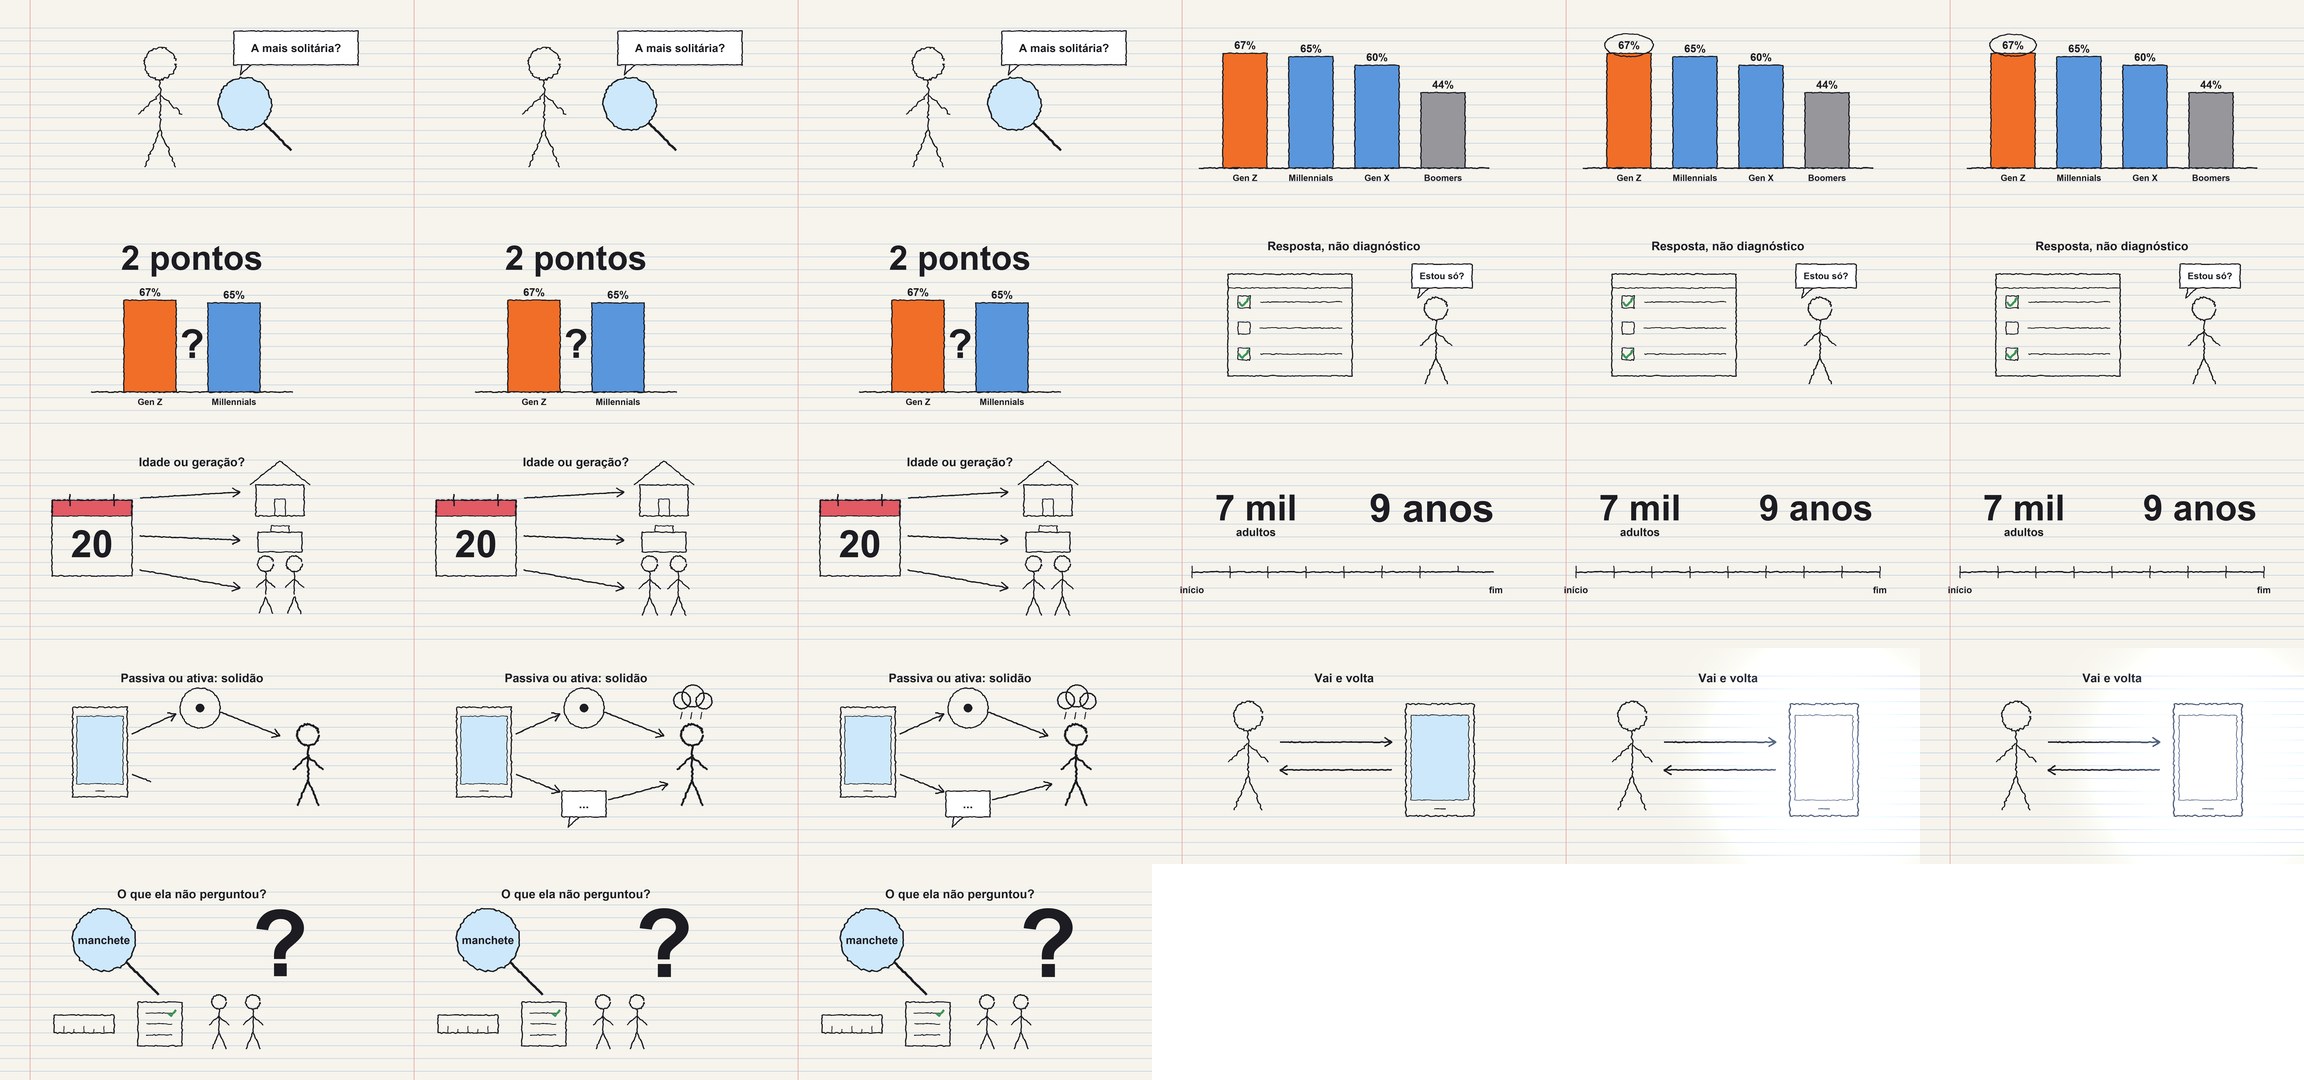 A mais solitária?
A mais solitária?
A mais solitária?
67% 65% 60% 44%
Gen Z Millennials Gen X Boomers
67% 65% 60% 44%
Gen Z Millennials Gen X Boomers
67% 65% 60% 44%
Gen Z Millennials Gen X Boomers
2 pontos
67% 65%
?
Gen Z Millennials
2 pontos
67% 65%
?
Gen Z Millennials
2 pontos
67% 65%
?
Gen Z Millennials
Resposta, não diagnóstico
Estou só?
Resposta, não diagnóstico
Estou só?
Resposta, não diagnóstico
Estou só?
Idade ou geração?
20
Idade ou geração?
20
Idade ou geração?
20
7 mil 9 anos
adultos
início fim
7 mil 9 anos
adultos
início fim
7 mil 9 anos
adultos
início fim
Passiva ou ativa: solidão
Passiva ou ativa: solidão
...
Passiva ou ativa: solidão
...
Vai e volta
Vai e volta
Vai e volta
O que ela não perguntou?
manchete
?
O que ela não perguntou?
manchete
?
O que ela não perguntou?
manchete
?